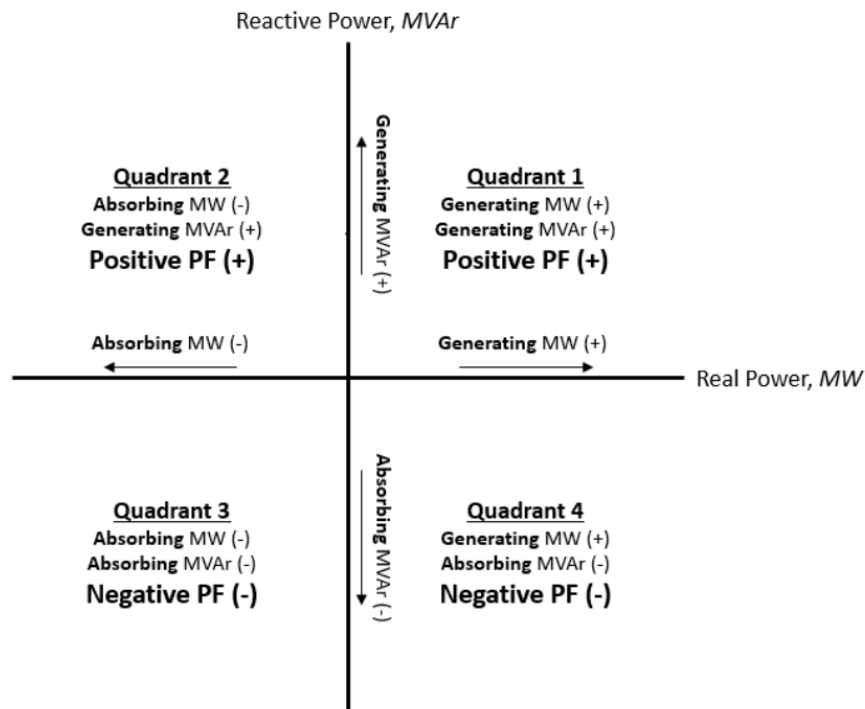 Reactive Power, MVAr
Quadrant 2
Absorbing MW (-)
Generating MVAr (+)
Positive PF (+)
Generating MVAr (+)
Quadrant 1
Generating MW (+)
Generating MVAr (+)
Positive PF (+)
Absorbing MW (-)
Generating MW (+)
Real Power, MW
Quadrant 3
Absorbing MW (-)
Absorbing MVAr (-)
Negative PF (-)
Absorbing MVAr (-)
Quadrant 4
Generating MW (+)
Absorbing MVAr (-)
Negative PF (-)